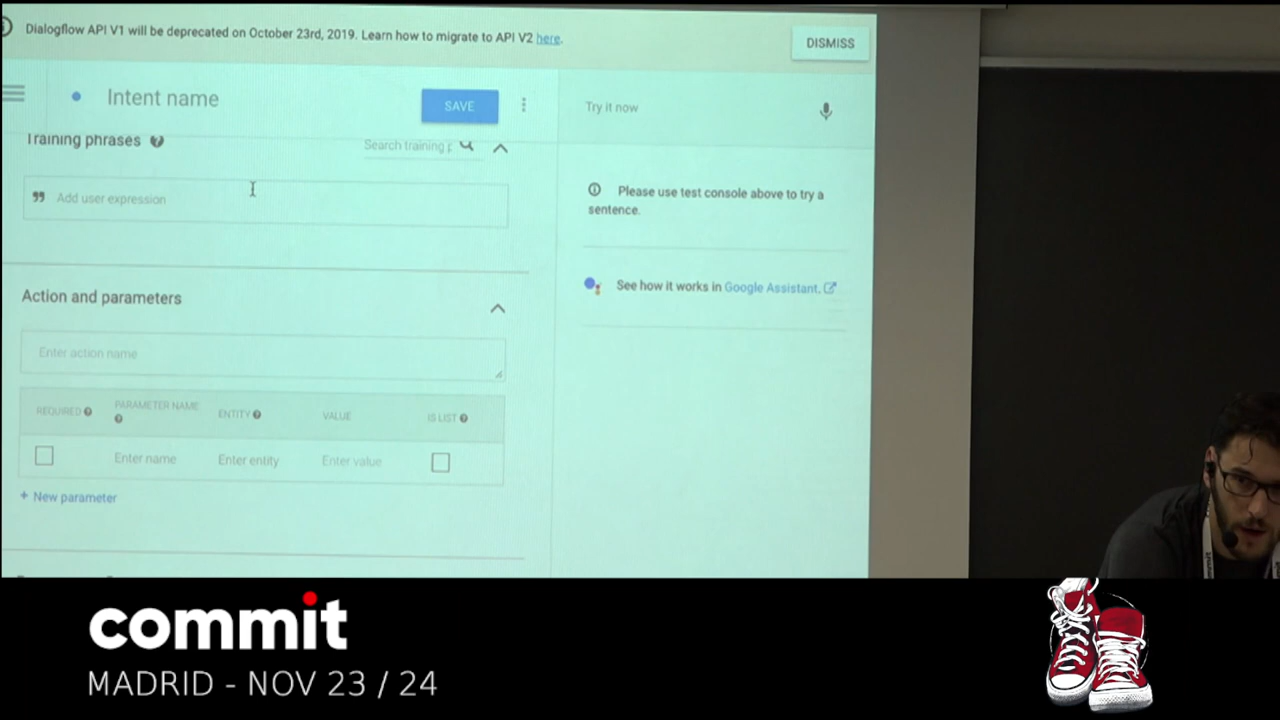 Dialogflow API V1 will be deprecated on October 23rd, 2019. Learn how to migrate to API V2 here.
DISMISS
Intent name
SAVE
Try it now
Training phrases
Search training p
Add user expression
Please use test console above to try a
sentence.
See how it works in Google Assistant.
Action and parameters
Enter action name
REQUIRED
PARAMETER NAME
ENTITY
VALUE
IS LIST
Enter name
Enter entity
Enter value
+ New parameter
commit
MADRID - NOV 23 / 24